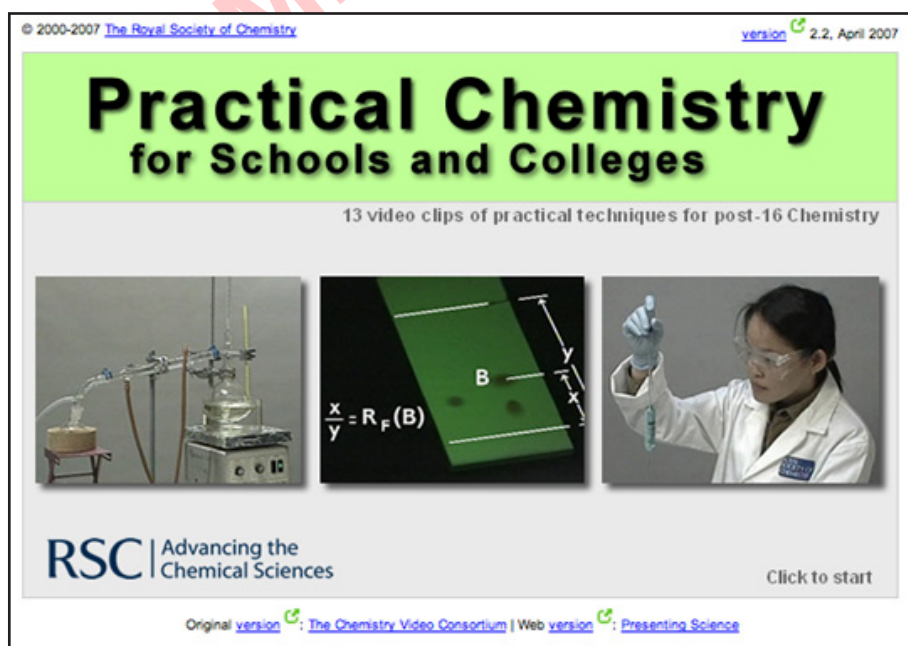 © 2000-2007 The Royal Society of Chemistry
version 2.2, April 2007
Practical Chemistry
for Schools and Colleges
13 video clips of practical techniques for post-16 Chemistry
B
y
x
x
y = R F (B)
RSC | Advancing the
Chemical Sciences
Click to start
Original version : The Chemistry Video Consortium | Web version : Presenting Science